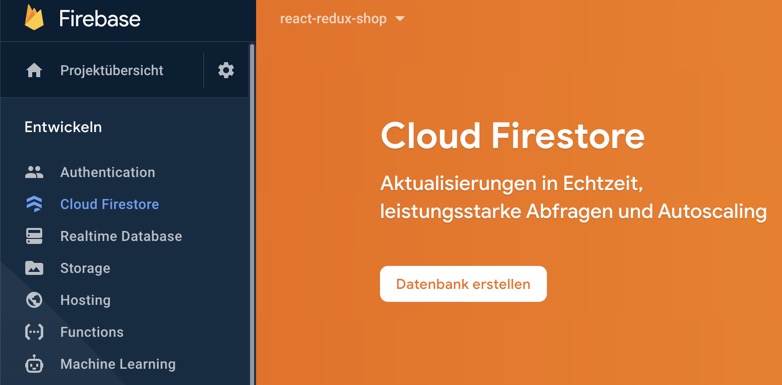 Firebase
Projektübersicht
Entwickeln
Authentication
Cloud Firestore
Realtime Database
Storage
Hosting
Functions
Machine Learning
react-redux-shop
Cloud Firestore
Aktualisierungen in Echtzeit,
leistungsstarke Abfragen und Autoscaling
Datenbank erstellen